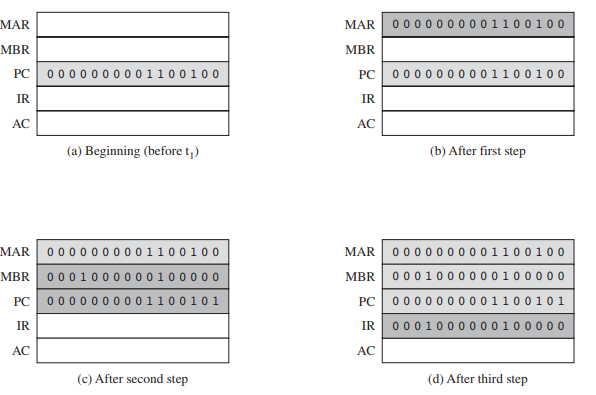 MAR
MBR
PC 0000000001100100
IR
AC
(a) Beginning (before t1)
MAR 0000000001100100
MBR
PC 0000000001100100
IR
AC
(b) After first step
MAR 0000000001100100
MBR 0001000000100000
PC 0000000001100101
IR
AC
(c) After second step
MAR 0000000001100100
MBR 0001000000100000
PC 0000000001100101
IR 0001000000100000
AC
(d) After third step